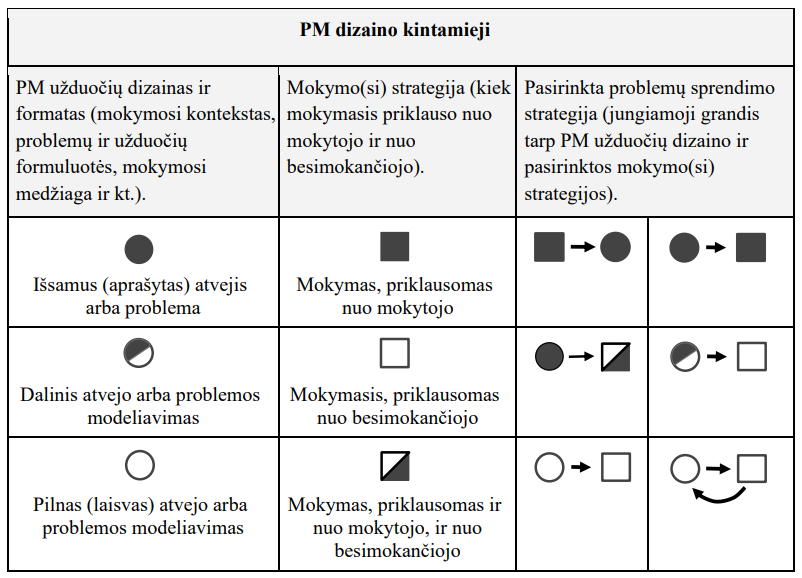 PM dizaino kintamieji
PM užduočių dizainas ir
formatas (mokymosi kontekstas,
problemų ir užduočių
formuluotės, mokymosi
medžiaga ir kt.).
Mokymo(si) strategija (kiek
mokymasis priklauso nuo
mokytojo ir nuo
besimokančiojo).
Pasirinkta problemų sprendimo
strategija (jungiamoji grandis
tarp PM užduočių dizaino ir
pasirinktos mokymo(si)
strategijos).
Išsamus (aprašytas) atvejis
arba problema
Mokymas, priklausomas
nuo mokytojo
Dalinis atvejo arba problemos
modeliavimas
Mokymasis, priklausomas
nuo besimokančiojo
Pilnas (laisvas) atvejo arba
problemos modeliavimas
Mokymas, priklausomas ir
nuo mokytojo, ir nuo
besimokančiojo